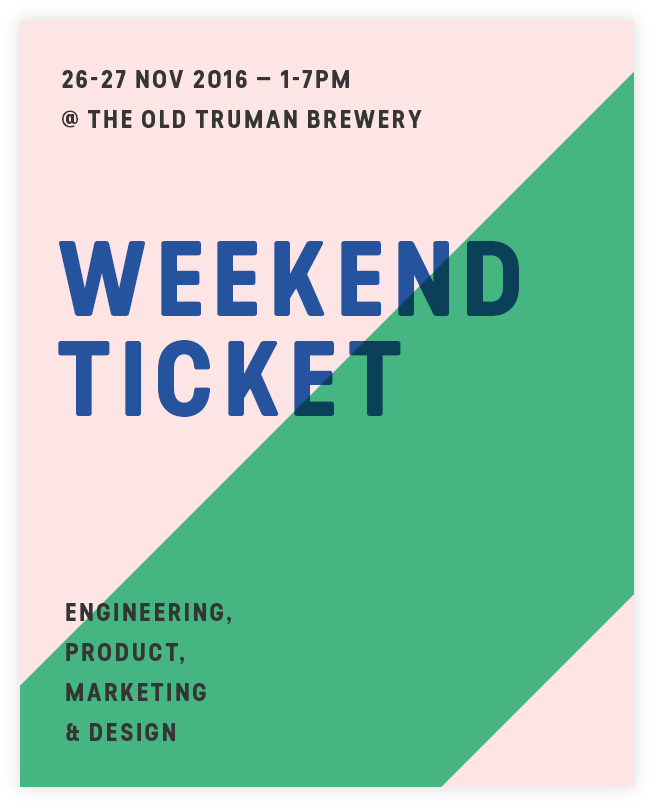 26-27 NOV 2016 – 1-7PM
@ THE OLD TRUMAN BREWERY
WEEKEND
TICKET
ENGINEERING,
PRODUCT,
MARKETING
& DESIGN